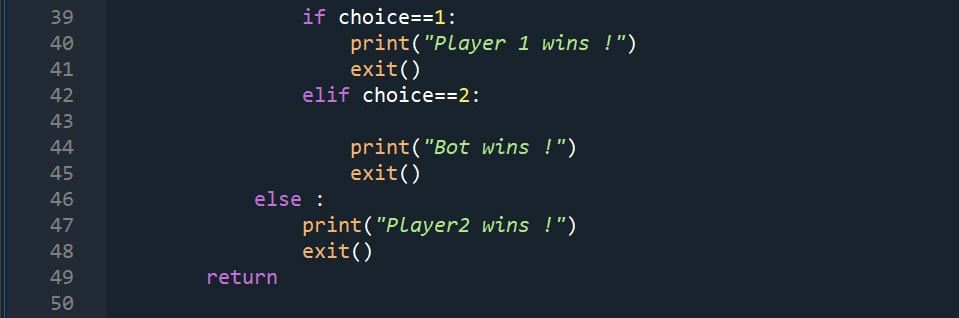 39                 if choice==1:
40                     print("Player 1 wins !")
41                     exit()
42                 elif choice==2:
43
44                     print("Bot wins !")
45                     exit()
46             else :
47                 print("Player2 wins !")
48                 exit()
49         return
50